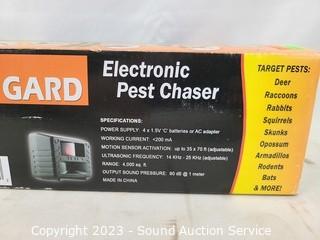 GARD
Electronic
Pest Chaser
SPECIFICATIONS:
POWER SUPPLY: 4 x 1.5V 'C' batteries or AC adapter
WORKING CURRENT: <200 mA
MOTION SENSOR ACTIVATION: up to 35 x 70 ft (adjustable)
ULTRASONIC FREQUENCY: 14 KHz - 25 KHz (adjustable)
RANGE: 4,000 sq. ft.
OUTPUT SOUND PRESSURE: 80 dB @ 1 meter
MADE IN CHINA
TARGET PESTS:
Deer
Raccoons
Rabbits
Squirrels
Skunks
Opossum
Armadillos
Rodents
Bats
& MORE!
Copyright 2023 - Sound Auction Service